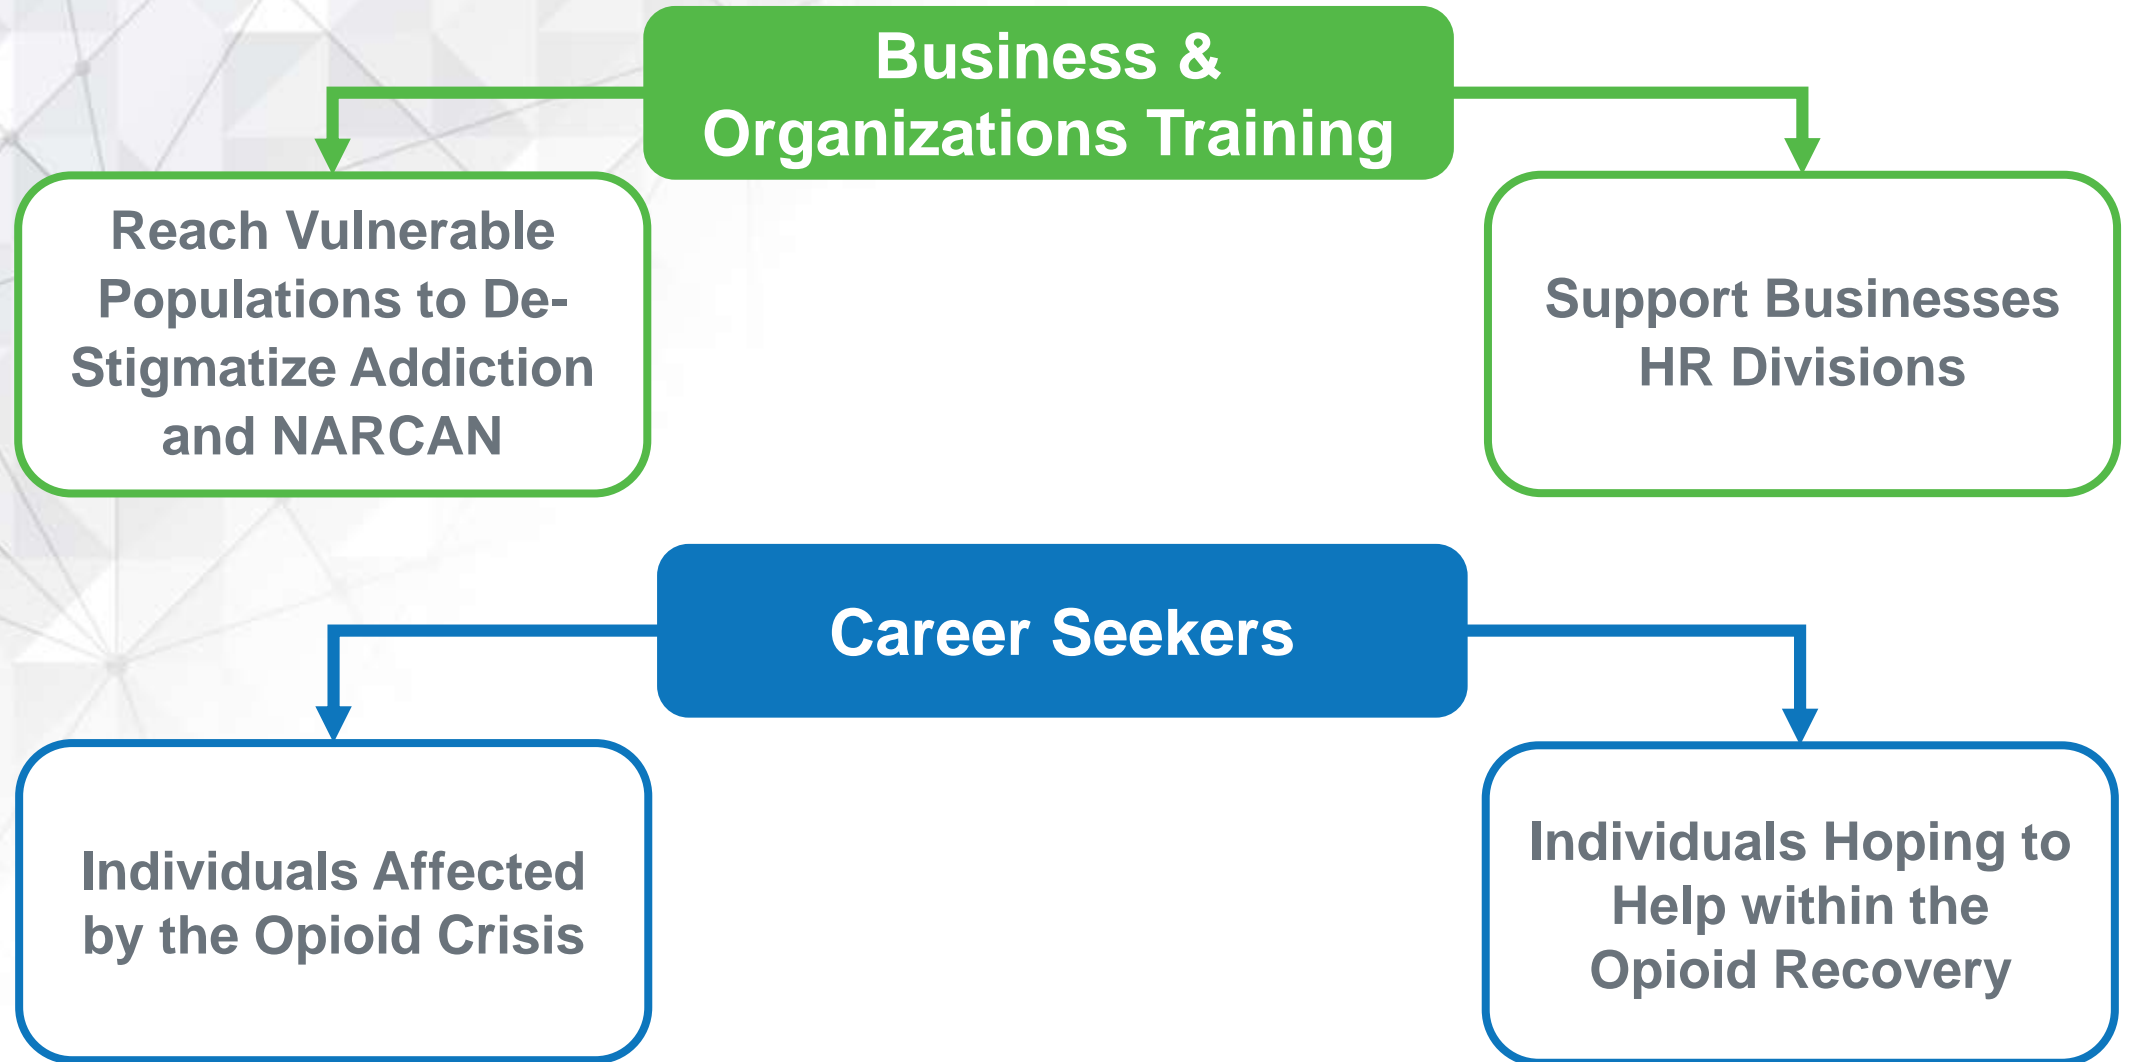 Business &
Organizations Training
Reach Vulnerable
Populations to De-
Stigmatize Addiction
and NARCAN
Support Businesses
HR Divisions
Career Seekers
Individuals Affected
by the Opioid Crisis
Individuals Hoping to
Help within the
Opioid Recovery